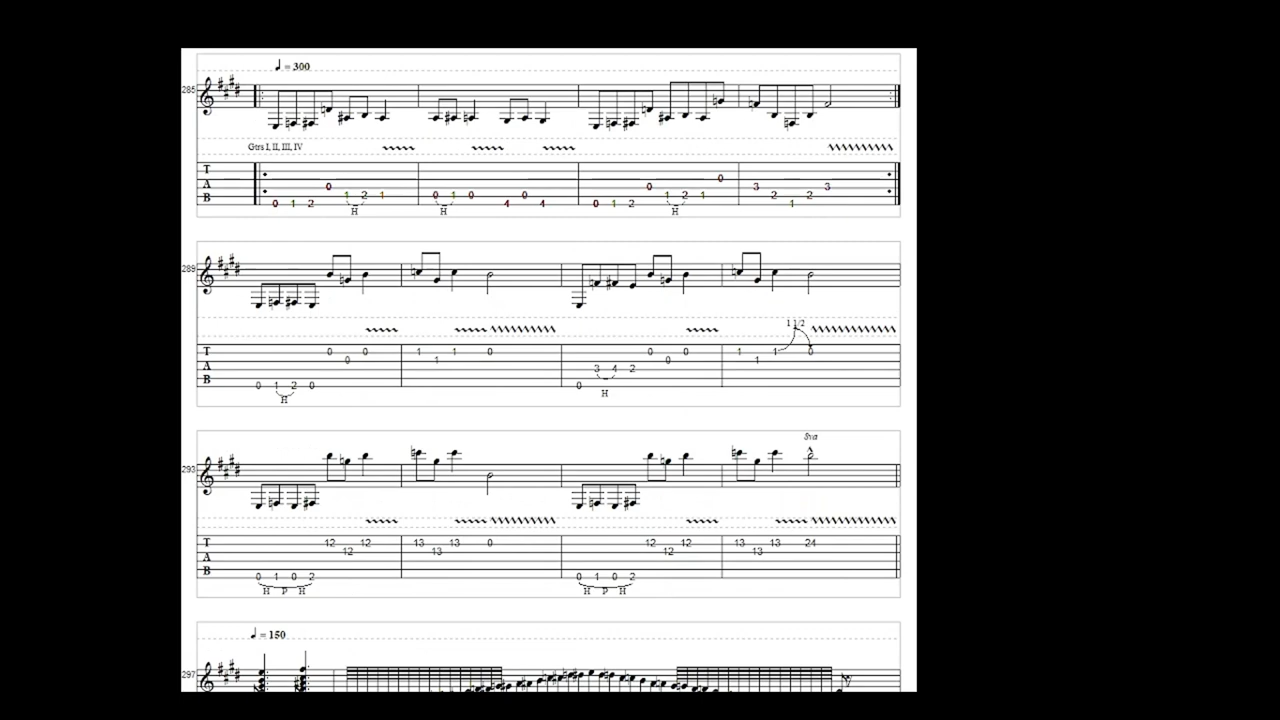 ♩ = 300
285
Gtrs I, II, III, IV
T
A 0 0 0 3 3
B 1 2 1 0 1 0 0 1 2 1 2 2
0 1 2 4 4 0 1 2 1
H H H
289
1 1/2
T 0 0 1 1 0 0 0 1 1 0
0 1 0 1
A 3 4 2
B
0 1 2 0 0
H H
293
8va
T 12 12 13 13 0 12 12 13 13 24
12 13 12 13
A
B
0 1 0 2 0 1 0 2
H P H H P H
♩ = 150
297